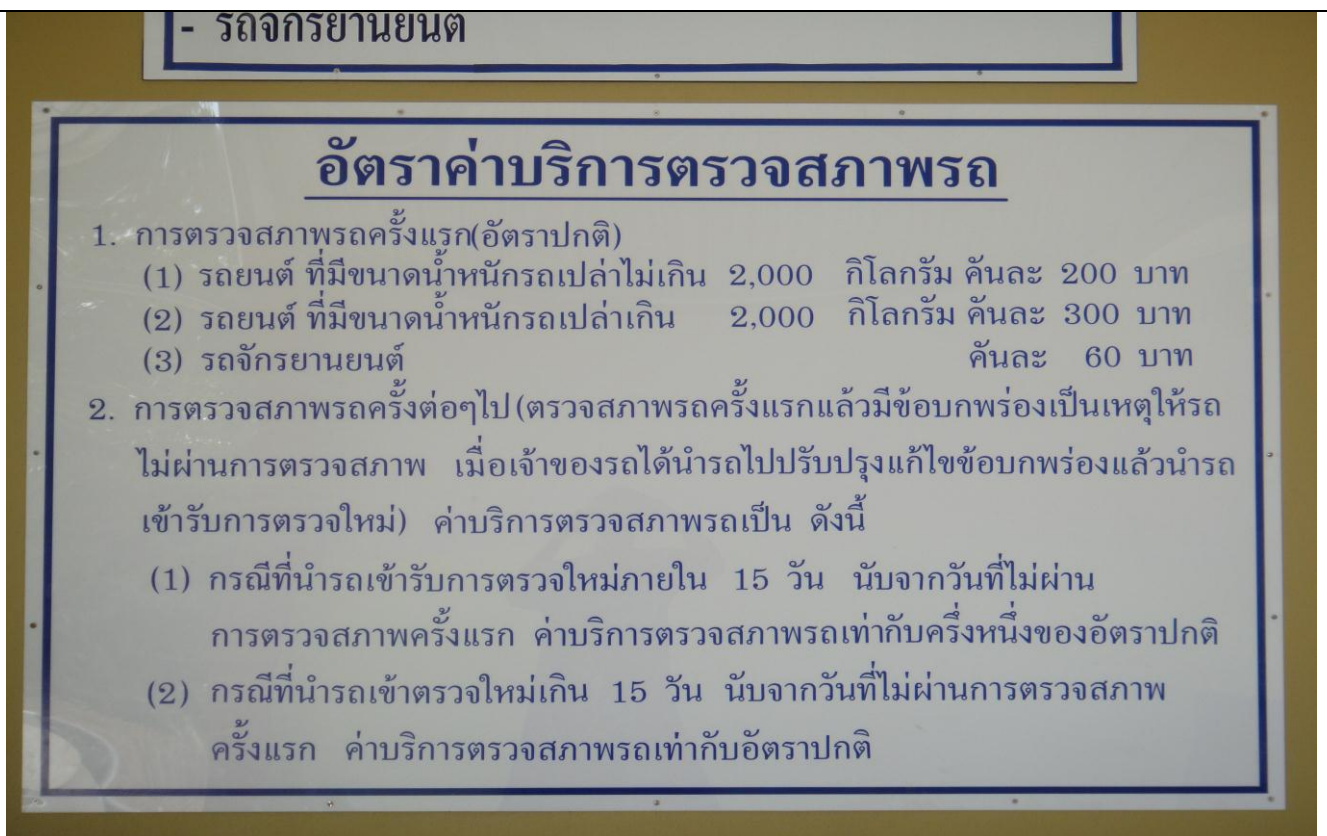 - รถจักรยานยนต์
อัตราค่าบริการตรวจสภาพรถ
1. การตรวจสภาพรถครั้งแรก(อัตราปกติ)
(1) รถยนต์ ที่มีขนาดน้ำหนักรถเปล่าไม่เกิน 2,000 กิโลกรัม คันละ 200 บาท
(2) รถยนต์ ที่มีขนาดน้ำหนักรถเปล่าเกิน 2,000 กิโลกรัม คันละ 300 บาท
(3) รถจักรยานยนต์ คันละ 60 บาท
2. การตรวจสภาพรถครั้งต่อๆไป (ตรวจสภาพรถครั้งแรกแล้วมีข้อบกพร่องเป็นเหตุให้รถ
ไม่ผ่านการตรวจสภาพ เมื่อเจ้าของรถได้นำรถไปปรับปรุงแก้ไขข้อบกพร่องแล้วนำรถ
เข้ารับการตรวจใหม่) ค่าบริการตรวจสภาพรถเป็น ดังนี้
(1) กรณีที่นำรถเข้ารับการตรวจใหม่ภายใน 15 วัน นับจากวันที่ไม่ผ่าน
การตรวจสภาพครั้งแรก ค่าบริการตรวจสภาพรถเท่ากับครึ่งหนึ่งของอัตราปกติ
(2) กรณีที่นำรถเข้าตรวจใหม่เกิน 15 วัน นับจากวันที่ไม่ผ่านการตรวจสภาพ
ครั้งแรก ค่าบริการตรวจสภาพรถเท่ากับอัตราปกติ